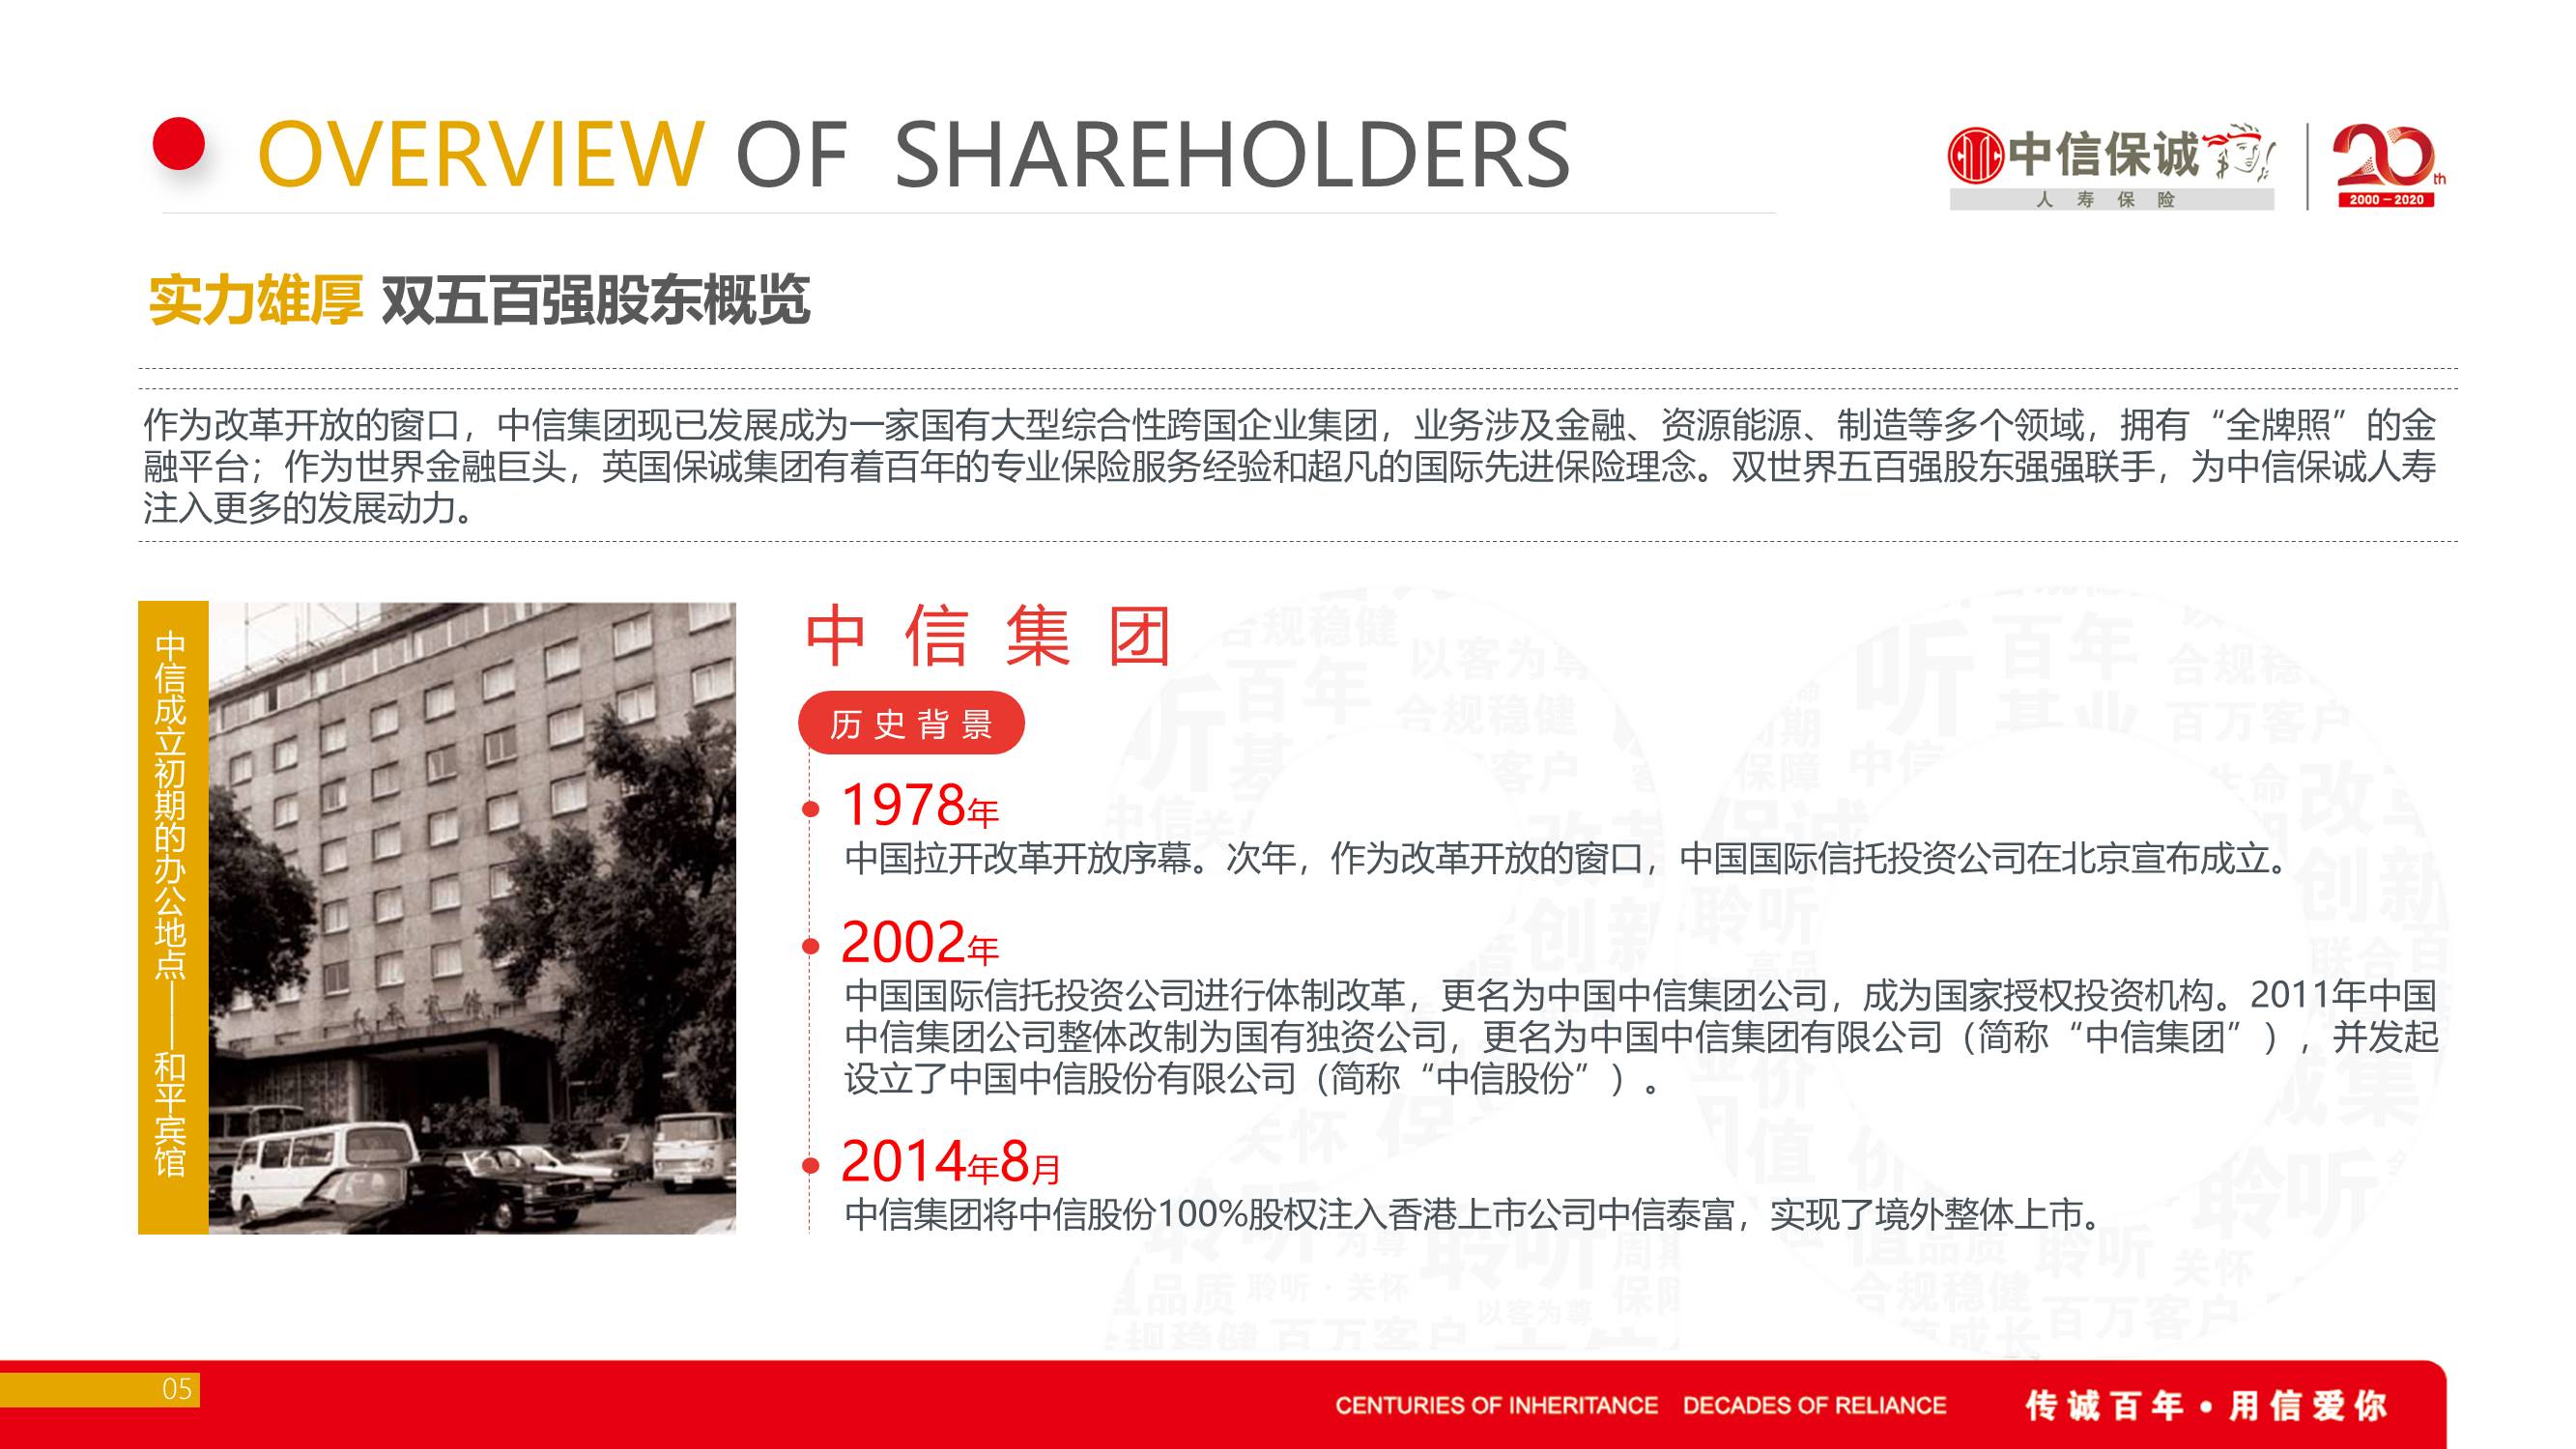 OVERVIEW OF SHAREHOLDERS
中信保诚
人寿保险
20th
2000－2020
实力雄厚 双五百强股东概览
作为改革开放的窗口，中信集团现已发展成为一家国有大型综合性跨国企业集团，业务涉及金融、资源能源、制造等多个领域，拥有“全牌照”的金
融平台；作为世界金融巨头，英国保诚集团有着百年的专业保险服务经验和超凡的国际先进保险理念。双世界五百强股东强强联手，为中信保诚人寿
注入更多的发展动力。
中信成立初期的办公地点——和平宾馆
中信集团
历史背景
1978年
中国拉开改革开放序幕。次年，作为改革开放的窗口，中国国际信托投资公司在北京宣布成立。
2002年
中国国际信托投资公司进行体制改革，更名为中国中信集团公司，成为国家授权投资机构。2011年中国
中信集团公司整体改制为国有独资公司，更名为中国中信集团有限公司（简称“中信集团”），并发起
设立了中国中信股份有限公司（简称“中信股份”）。
2014年8月
中信集团将中信股份100%股权注入香港上市公司中信泰富，实现了境外整体上市。
05
CENTURIES OF INHERITANCE DECADES OF RELIANCE
传诚百年•用信爱你